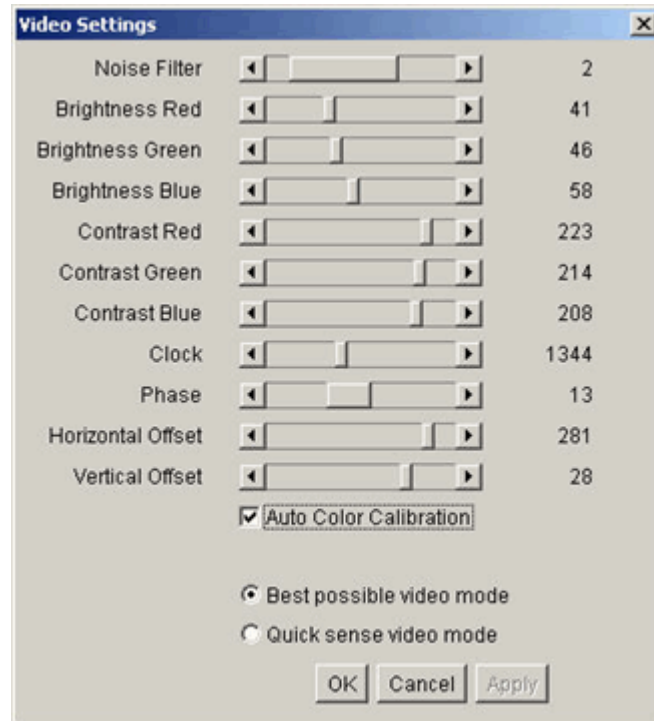 Video Settings
Noise Filter 2
Brightness Red 41
Brightness Green 46
Brightness Blue 58
Contrast Red 223
Contrast Green 214
Contrast Blue 208
Clock 1344
Phase 13
Horizontal Offset 281
Vertical Offset 28
Auto Color Calibration
Best possible video mode
Quick sense video mode
OK Cancel Apply